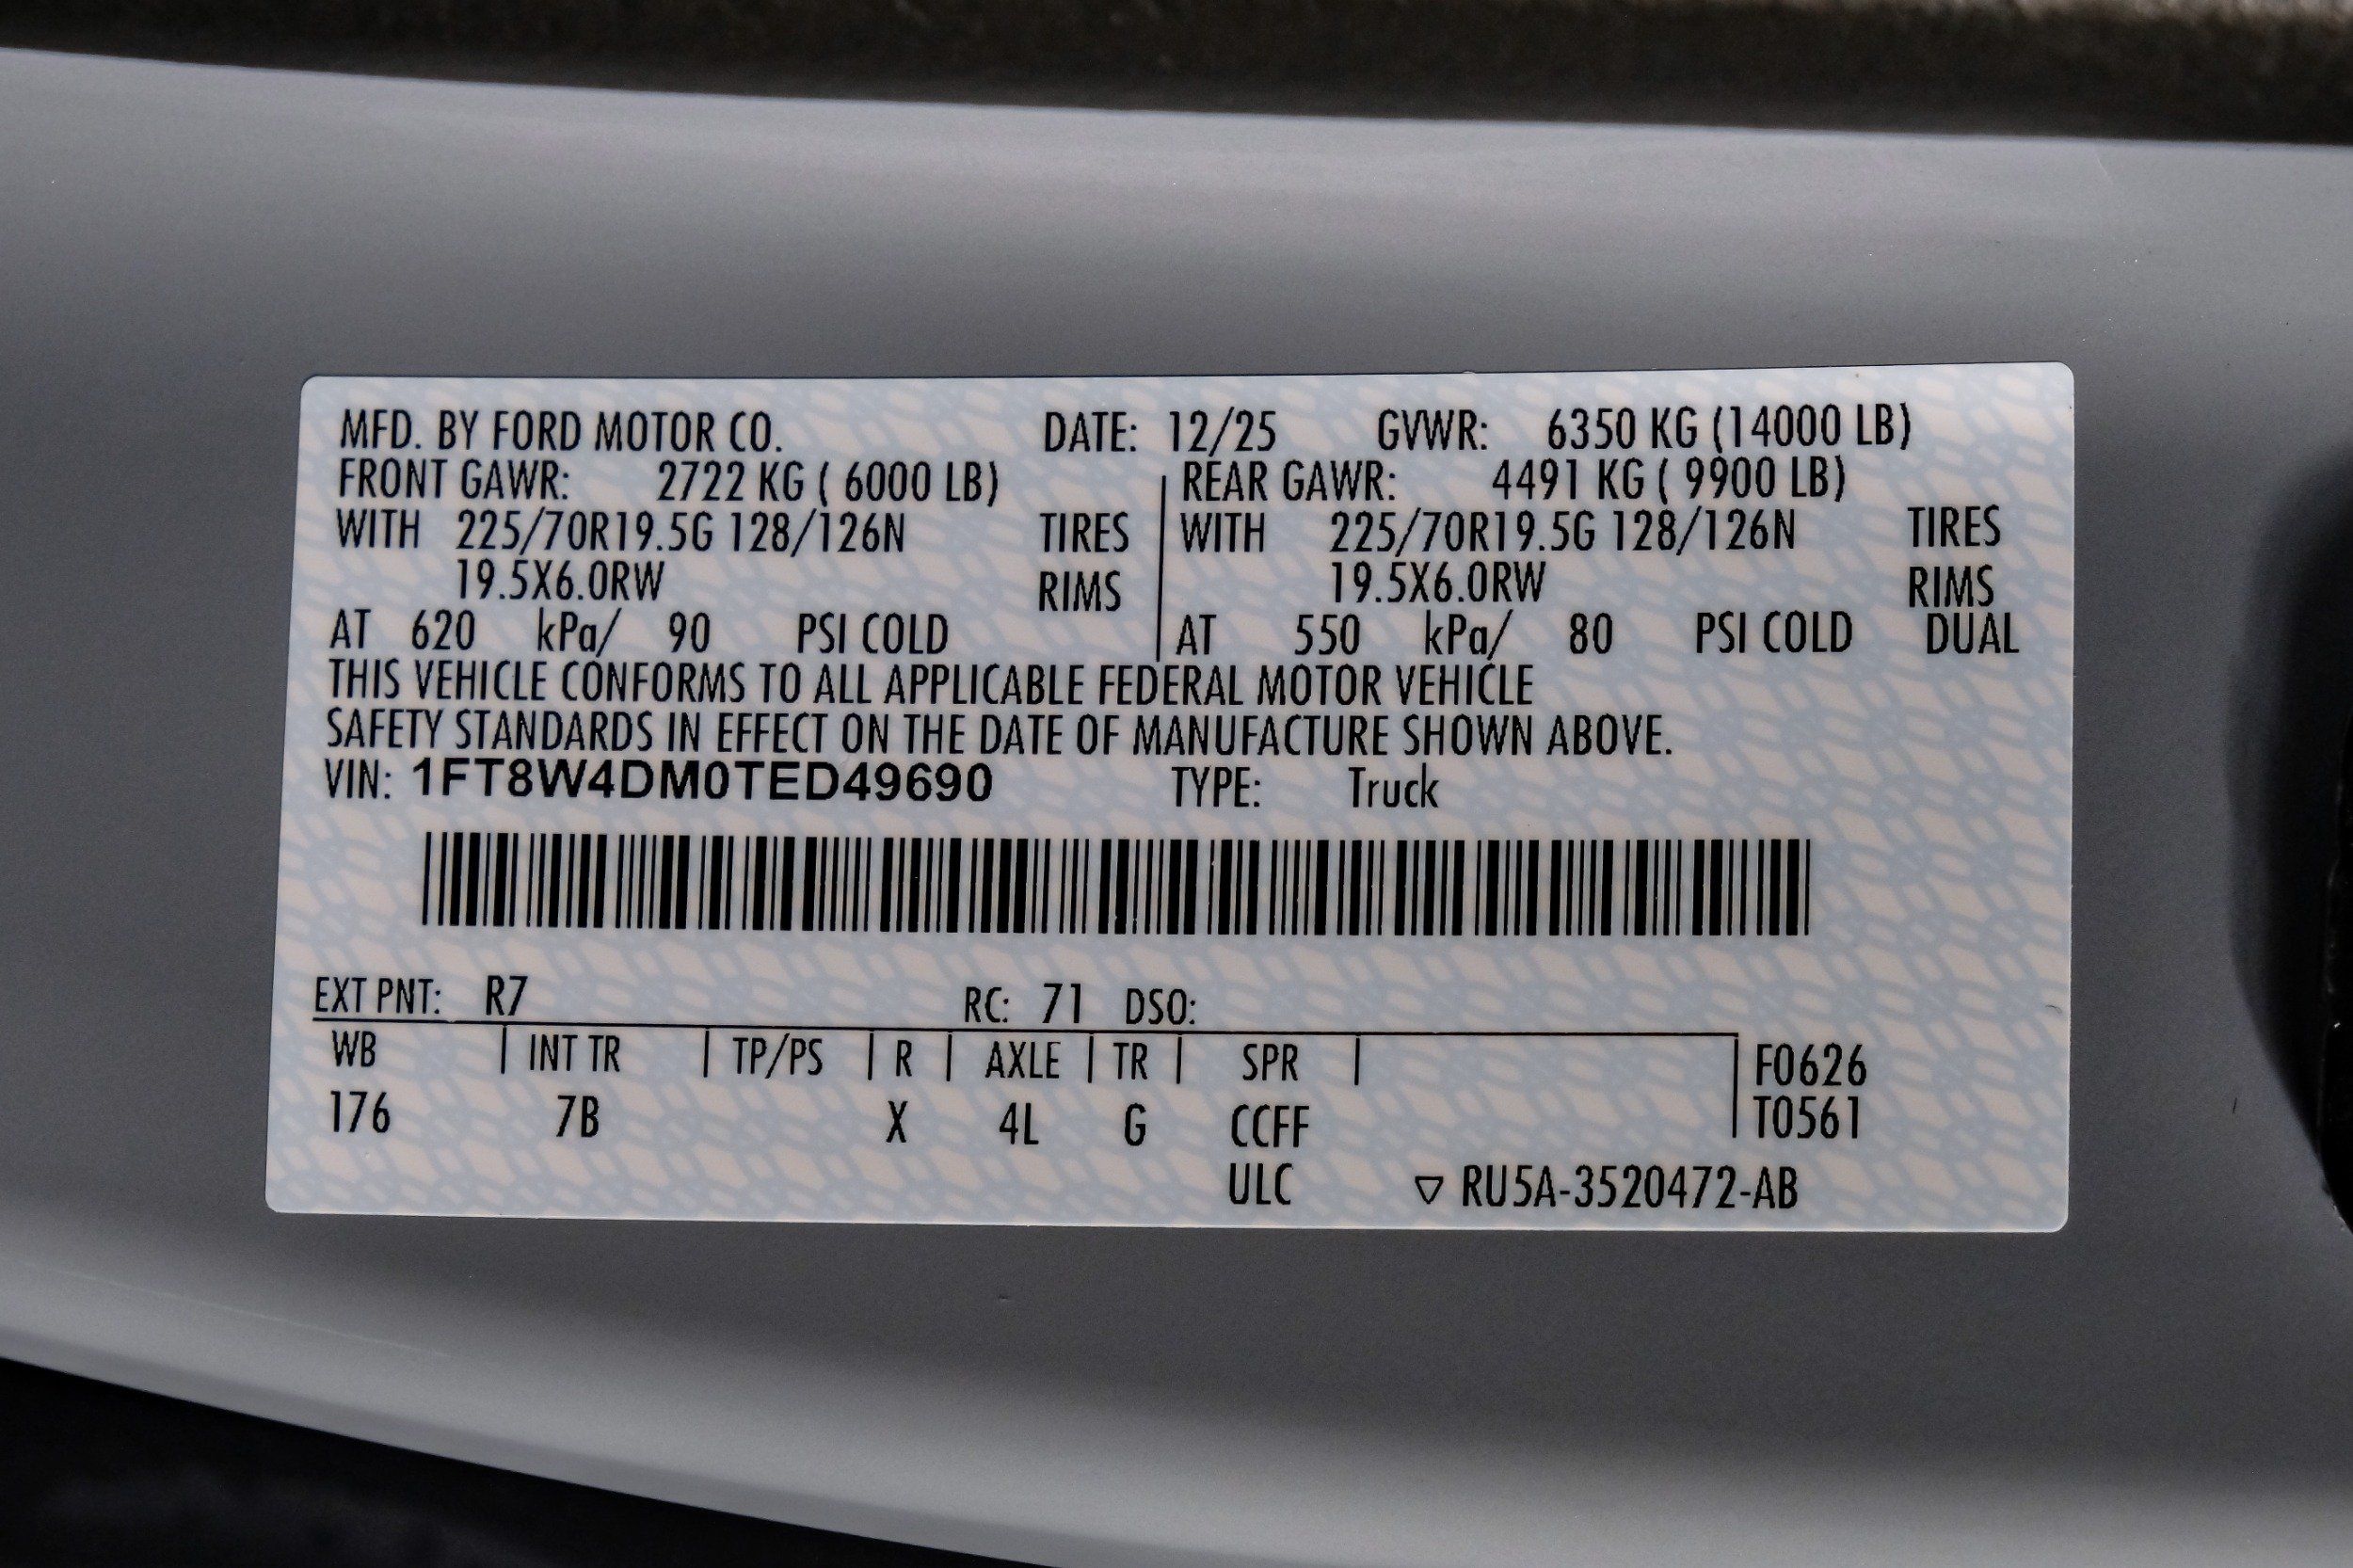 MFD. BY FORD MOTOR CO. DATE: 12/25 GVWR: 6350 KG (14000 LB)
FRONT GAWR: 2722 KG ( 6000 LB) REAR GAWR: 4491 KG ( 9900 LB)
WITH 225/70R19.5G 128/126N TIRES WITH 225/70R19.5G 128/126N TIRES
19.5X6.0RW RIMS 19.5X6.0RW RIMS
AT 620 kPa/ 90 PSI COLD AT 550 kPa/ 80 PSI COLD DUAL
THIS VEHICLE CONFORMS TO ALL APPLICABLE FEDERAL MOTOR VEHICLE
SAFETY STANDARDS IN EFFECT ON THE DATE OF MANUFACTURE SHOWN ABOVE.
VIN: 1FT8W4DM0TED49690 TYPE: Truck
EXT PNT: R7 RC: 71 DSO:
WB INT TR TP/PS R AXLE TR SPR F0626
176 7B X 4L G CCFF T0561
ULC ▽ RU5A-3520472-AB